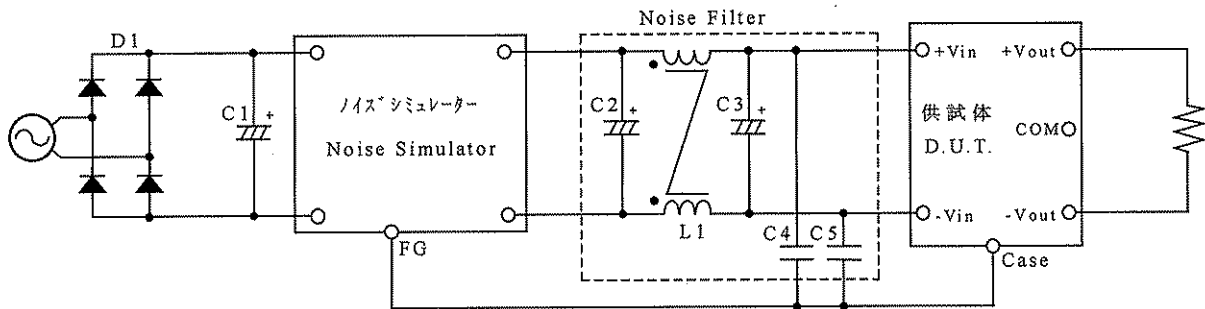 Noise Filter
D1
C1
+
ノイズシミュレーター
Noise Simulator
FG
C2
+
C3
+
L1
C4
C5
+Vin
+Vout
供試体
COM
D.U.T.
-Vin
-Vout
Case